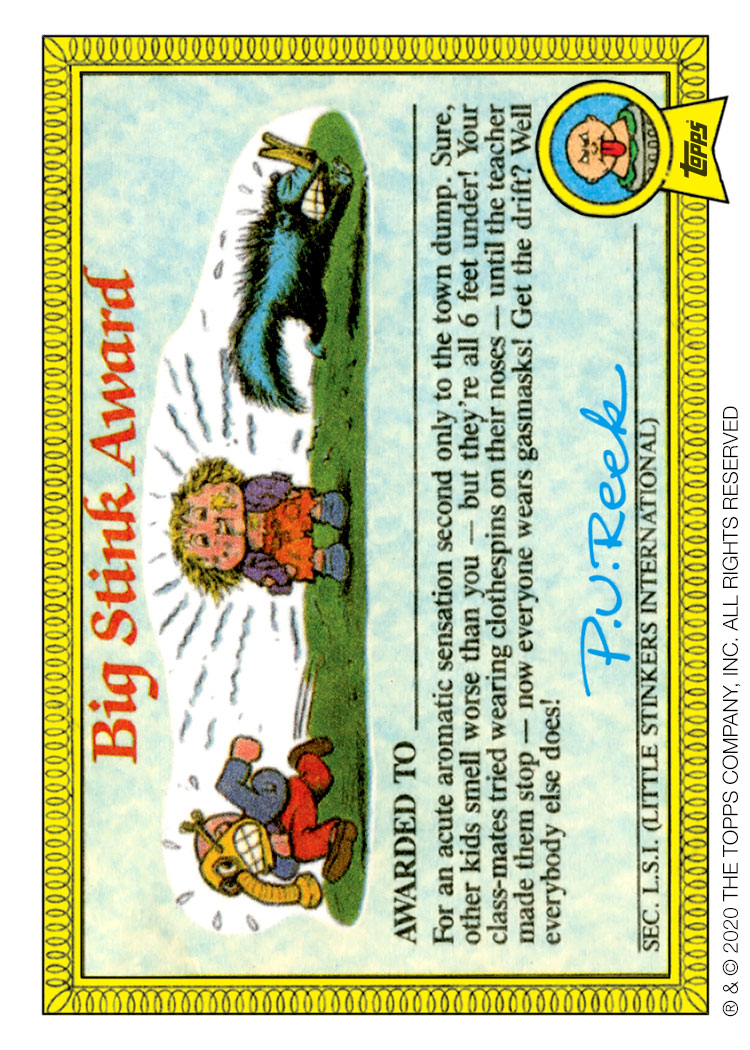 Big Stink Award
AWARDED TO
For an acute aromatic sensation second only to the town dump. Sure,
other kids smell worse than you — but they're all 6 feet under! Your
class-mates tried wearing clothespins on their noses — until the teacher
made them stop — now everyone wears gasmasks! Get the drift? Well
everybody else does!
P.U. Reek
SEC. L.S.I. (LITTLE STINKERS INTERNATIONAL)
topps
® & © 2020 THE TOPPS COMPANY, INC. ALL RIGHTS RESERVED